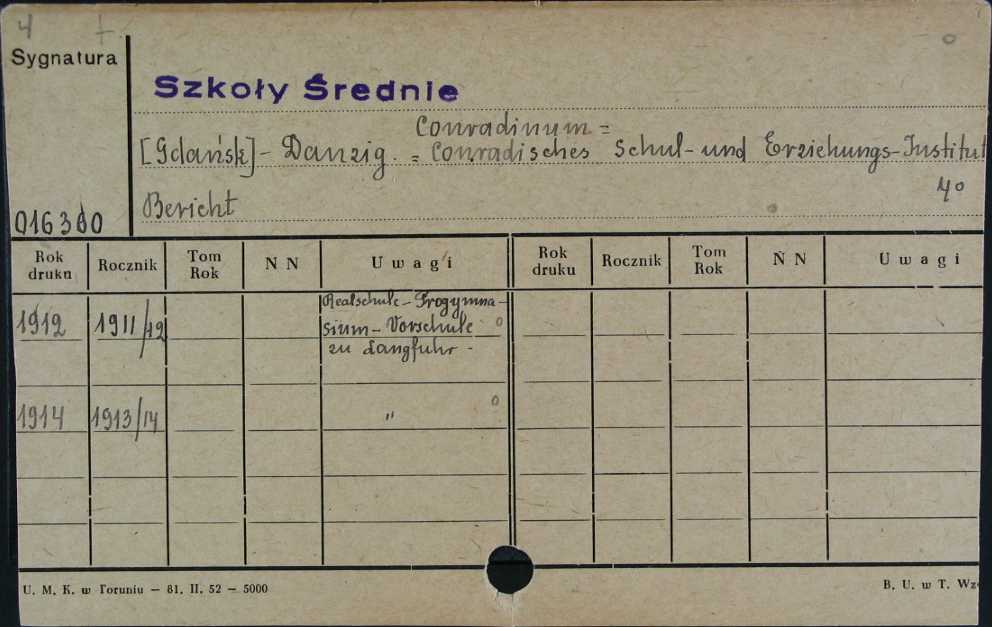 4
Sygnatura
Szkoły Średnie
Conradinum =
[Gdańsk] - Danzig. = Conradisches Schul- und Erziehungs-Institut
40
Bericht
016300
Rok druku Rocznik Tom Rok N N Uwagi Rok druku Rocznik Tom Rok N N Uwagi
1912 1911/12 Realschule - Progymna-
sium - Vorschule
zu Langfuhr -
1914 1913/14 "
U. M. K. w Toruniu — 81. II. 52 — 5000
B. U. w T.